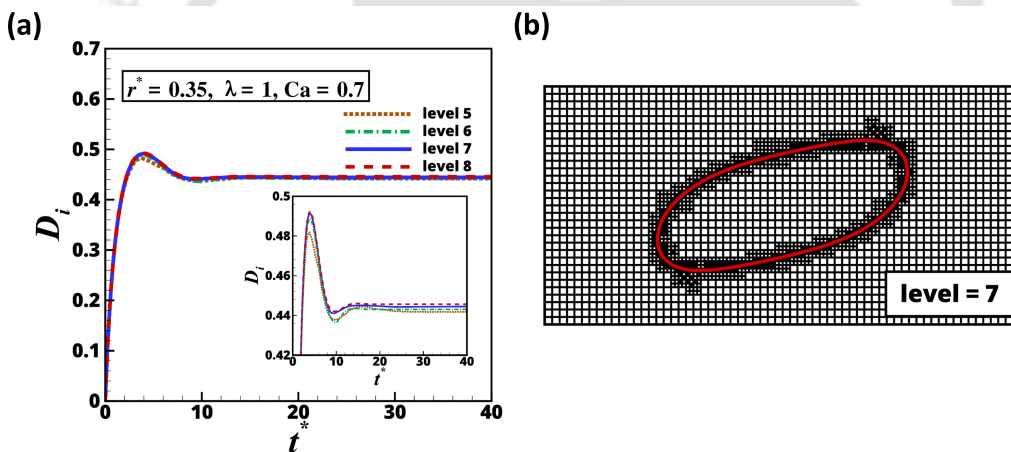 (a)
(b)
0.7
0.6
0.5
0.4
0.3
0.2
0.1
0
D_i
r* = 0.35, λ = 1, Ca = 0.7
level 5
level 6
level 7
level 8
0.5
0.48
0.46
0.44
0.42
D_i
0 10 20 30 40
t*
0 10 20 30 40
t*
level = 7